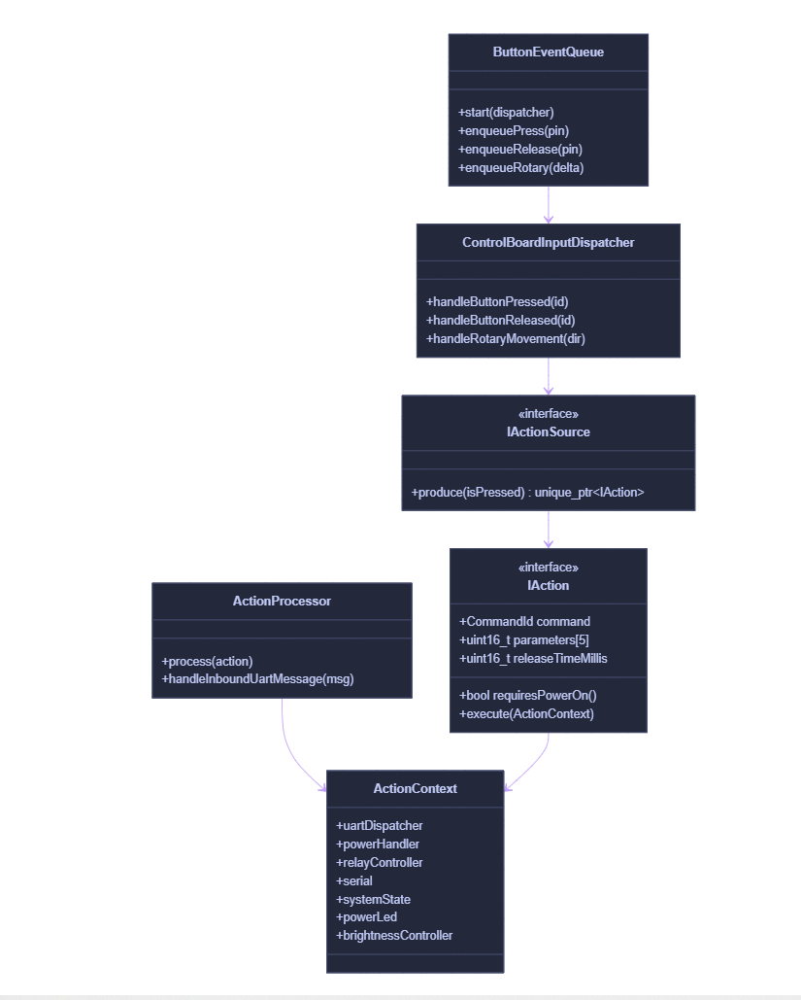 ButtonEventQueue
+start(dispatcher)
+enqueuePress(pin)
+enqueueRelease(pin)
+enqueueRotary(delta)
ControlBoardInputDispatcher
+handleButtonPressed(id)
+handleButtonReleased(id)
+handleRotaryMovement(dir)
«interface»
IActionSource
+produce(isPressed) : unique_ptr<IAction>
«interface»
IAction
+CommandId command
+uint16_t parameters[5]
+uint16_t releaseTimeMillis
+bool requiresPowerOn()
+execute(ActionContext)
ActionProcessor
+process(action)
+handleInboundUartMessage(msg)
ActionContext
+uartDispatcher
+powerHandler
+relayController
+serial
+systemState
+powerLed
+brightnessController